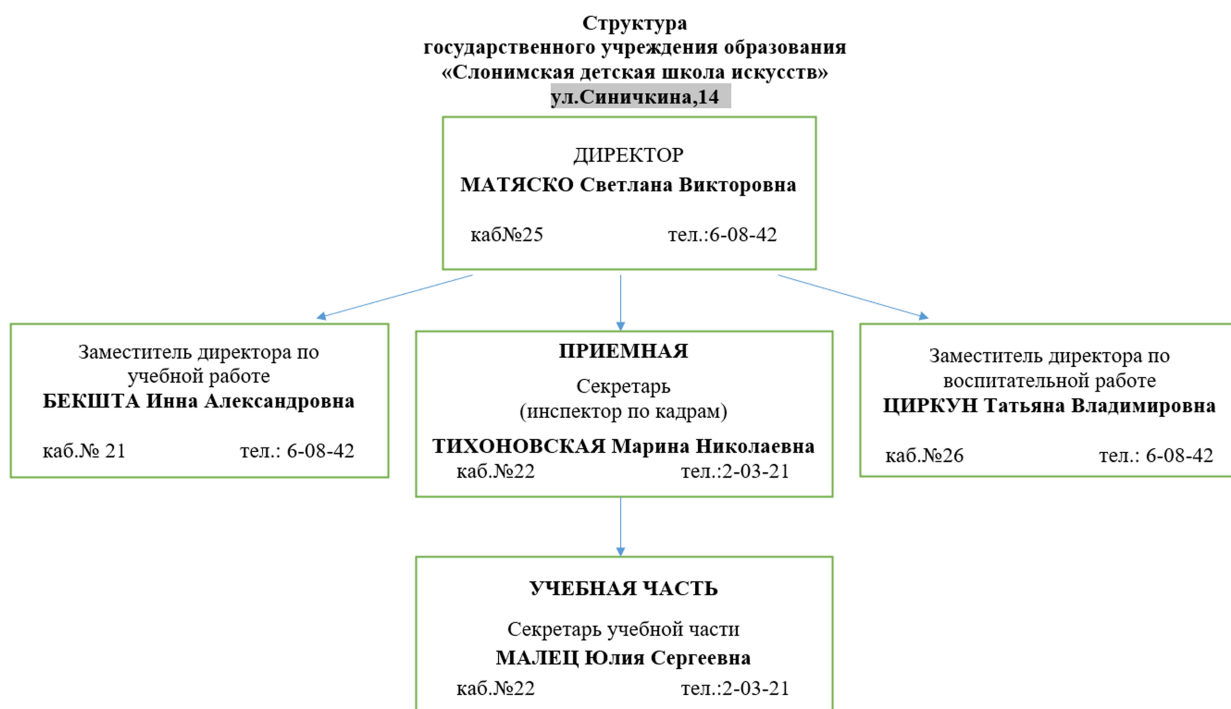 Структура
государственного учреждения образования
«Слонимская детская школа искусств»
ул.Синичкина,14
ДИРЕКТОР
МАТЯСКО Светлана Викторовна
каб№25 тел.:6-08-42
Заместитель директора по
учебной работе
БЕКШТА Инна Александровна
каб.№ 21 тел.: 6-08-42
ПРИЕМНАЯ
Секретарь
(инспектор по кадрам)
ТИХОНОВСКАЯ Марина Николаевна
каб.№22 тел.:2-03-21
Заместитель директора по
воспитательной работе
ЦИРКУН Татьяна Владимировна
каб.№26 тел.: 6-08-42
УЧЕБНАЯ ЧАСТЬ
Секретарь учебной части
МАЛЕЦ Юлия Сергеевна
каб.№22 тел.:2-03-21